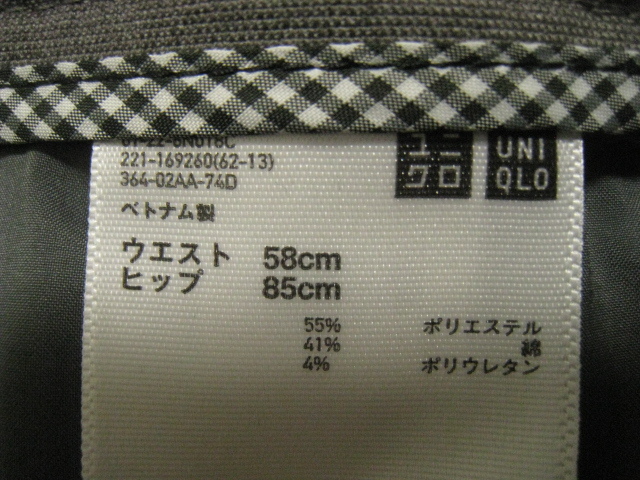 221-169260(62-13)
364-02AA-74D
ユニ
クロ
UNI
QLO
ベトナム製
ウエスト 58cm
ヒップ 85cm
55% ポリエステル
41% 綿
4% ポリウレタン